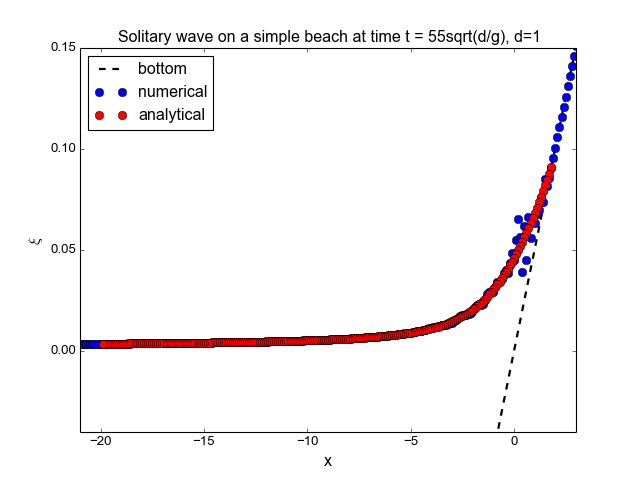 Solitary wave on a simple beach at time t = 55sqrt(d/g), d=1
0.15
bottom
numerical
analytical
0.10
ξ
0.05
0.00
−20
−15
−10
−5
0
x